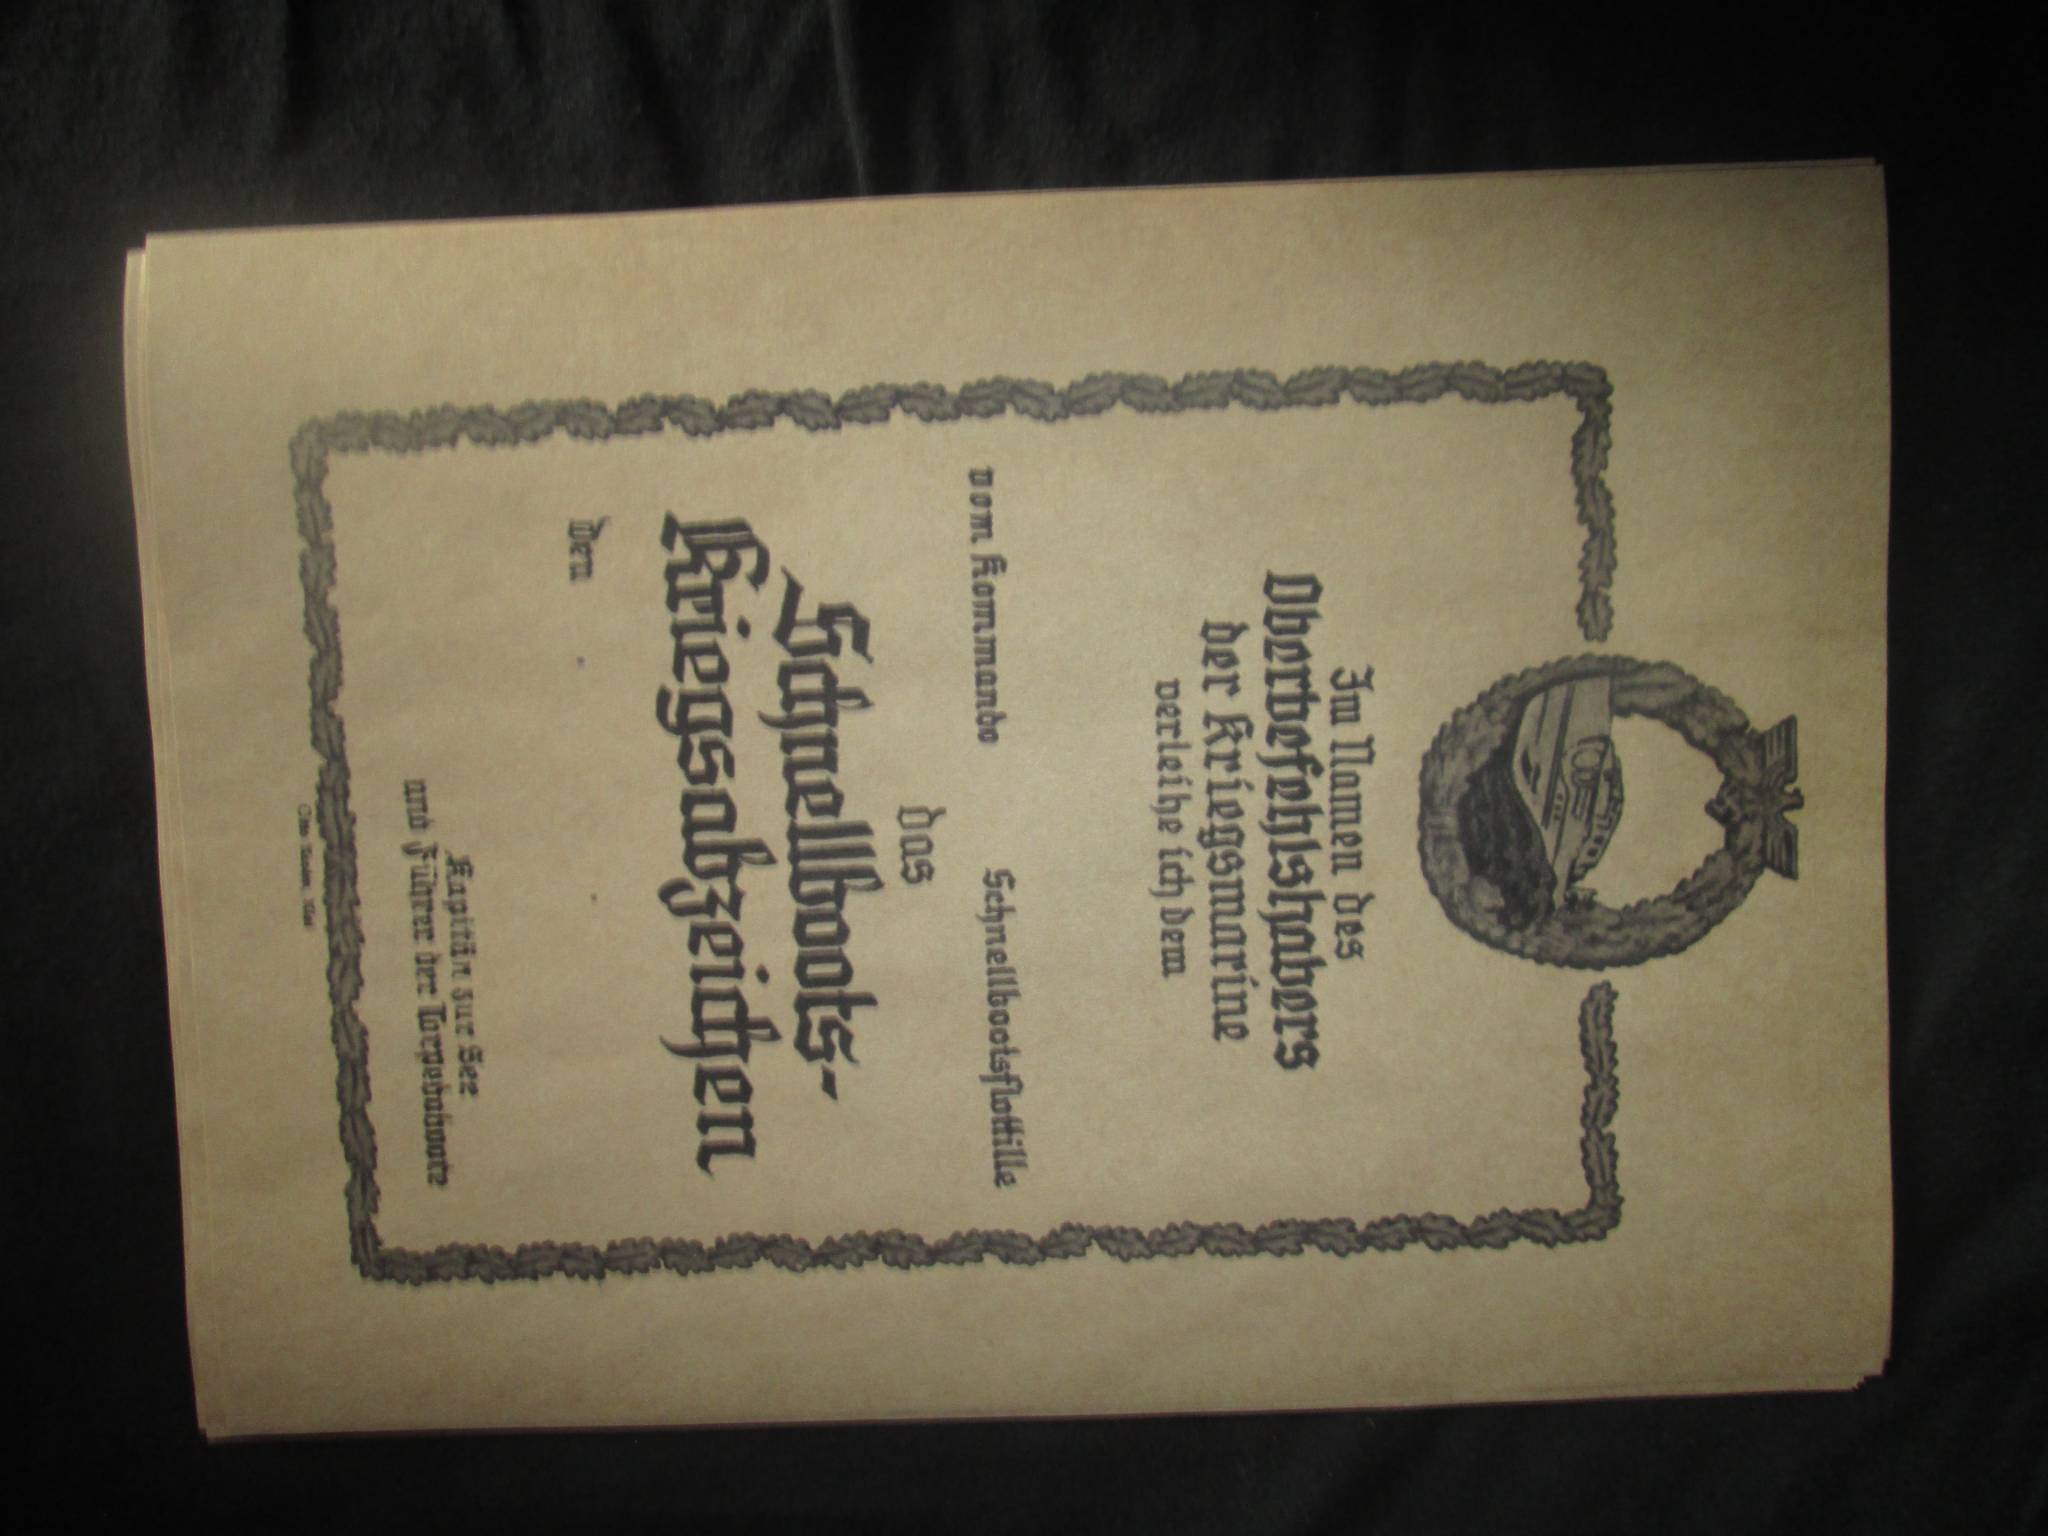 Im Namen des
Oberbefehlshabers
der Kriegsmarine
verleihe ich dem
vom Kommando Schnellbootsflottille
das
Schnellboots-
Kriegsabzeichen
den
Kapitän zur See
und Führer der Torpedoboote